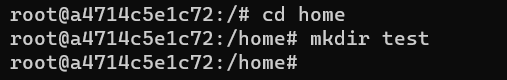 root@a4714c5e1c72:/# cd home
root@a4714c5e1c72:/home# mkdir test
root@a4714c5e1c72:/home#